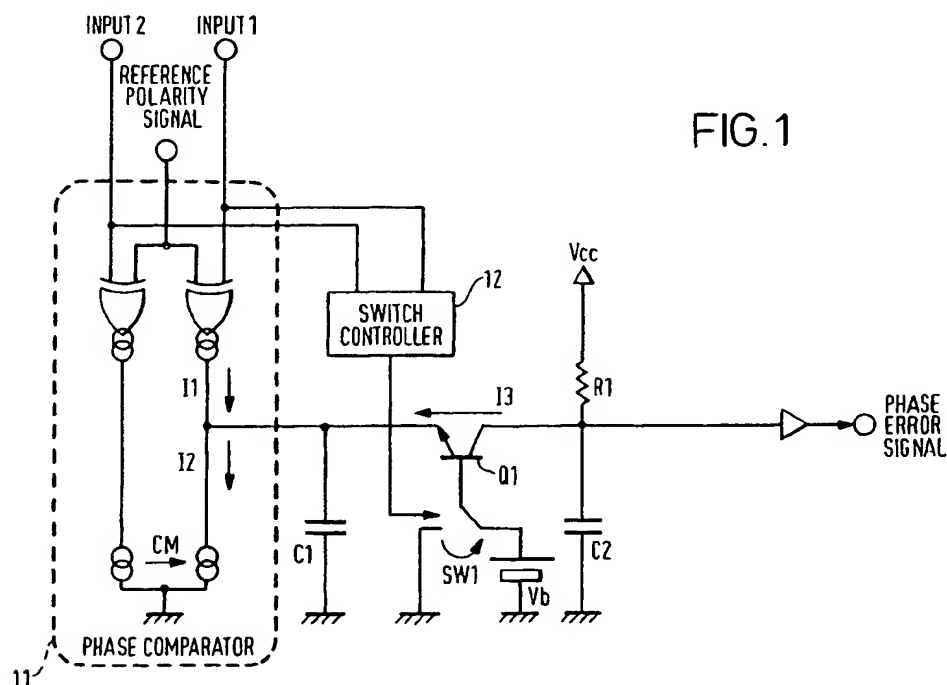 INPUT 2
INPUT 1
REFERENCE
POLARITY
SIGNAL
FIG.1
Vcc
12
SWITCH
CONTROLLER
R1
I1
I3
PHASE
ERROR
SIGNAL
I2
Q1
CM
C1
SW1
Vb
C2
PHASE COMPARATOR
11